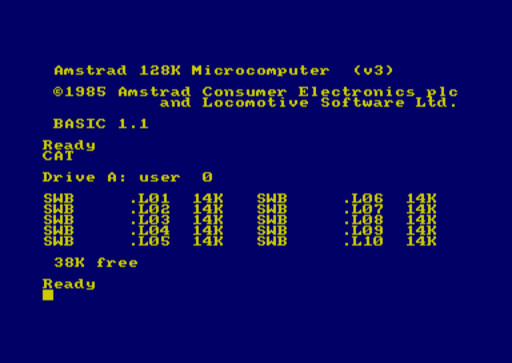 Amstrad 128K Microcomputer (v3)
©1985 Amstrad Consumer Electronics plc
and Locomotive Software Ltd.
BASIC 1.1
Ready
CAT
Drive A: user 0
SWB .L01 14K SWB .L06 14K
SWB .L02 14K SWB .L07 14K
SWB .L03 14K SWB .L08 14K
SWB .L04 14K SWB .L09 14K
SWB .L05 14K SWB .L10 14K
38K free
Ready